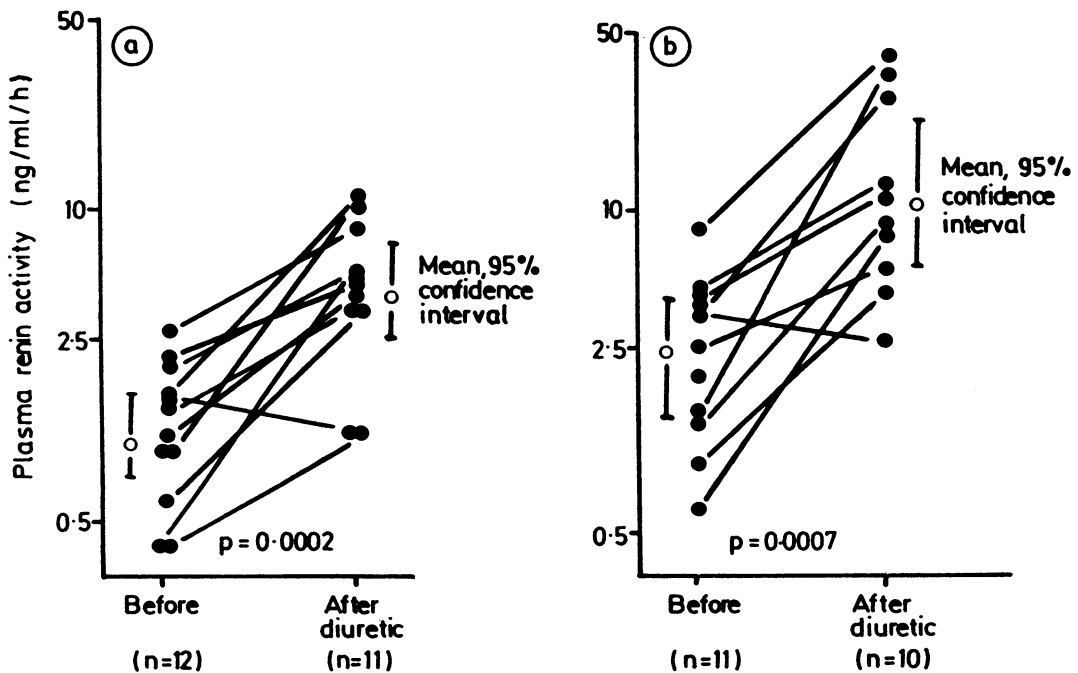 a
50
10
2·5
0·5
Plasma renin activity (ng/ml/h)
Mean, 95%
confidence
interval
p = 0·0002
Before
After
diuretic
(n=12)
(n=11)
b
50
10
2·5
0·5
Mean, 95%
confidence
interval
p = 0·0007
Before
After
diuretic
(n=11)
(n=10)